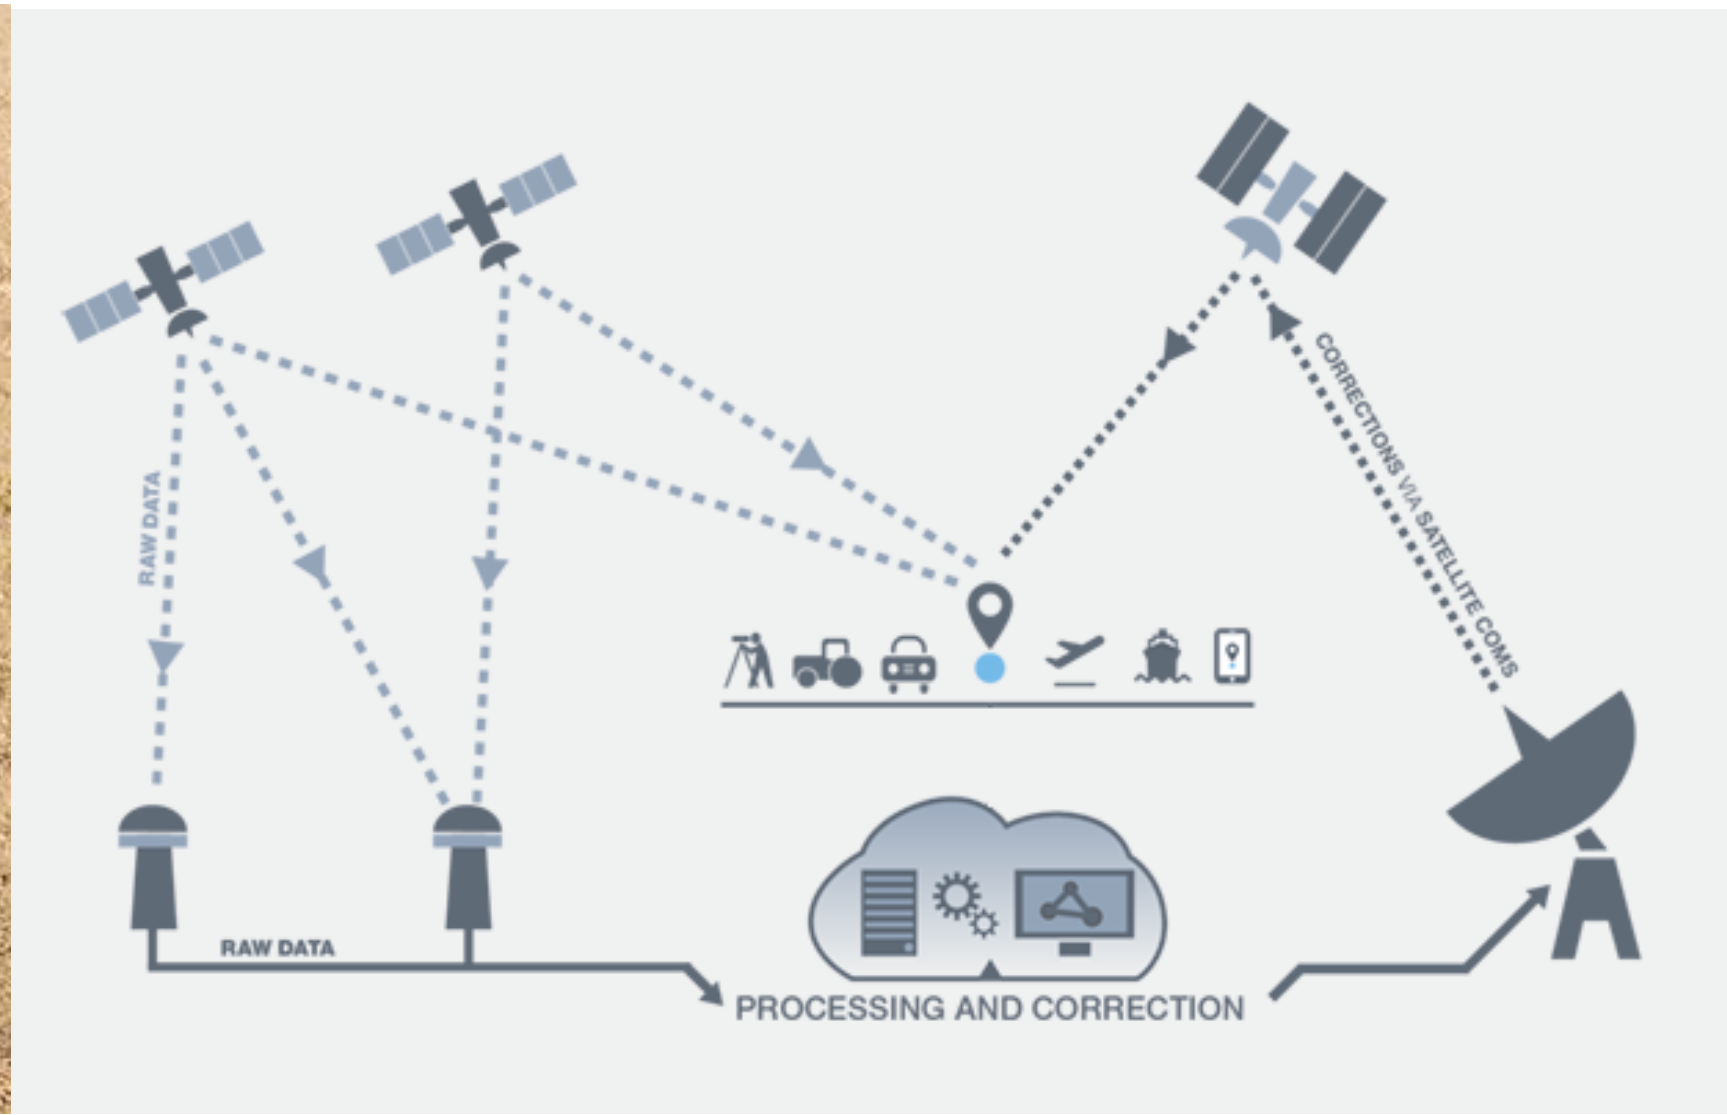 CORRECTIONS VIA SATELLITE COMS
RAW DATA
RAW DATA
PROCESSING AND CORRECTION